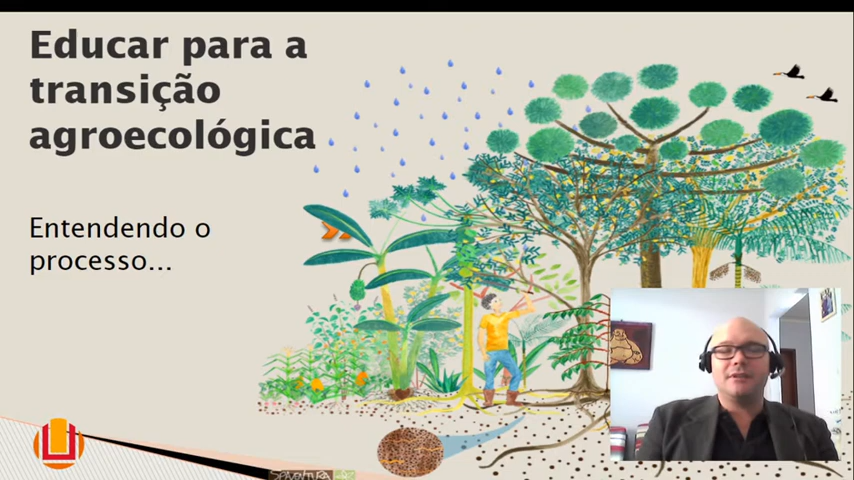 Educar para a
transição
agroecológica
Entendendo o
processo...